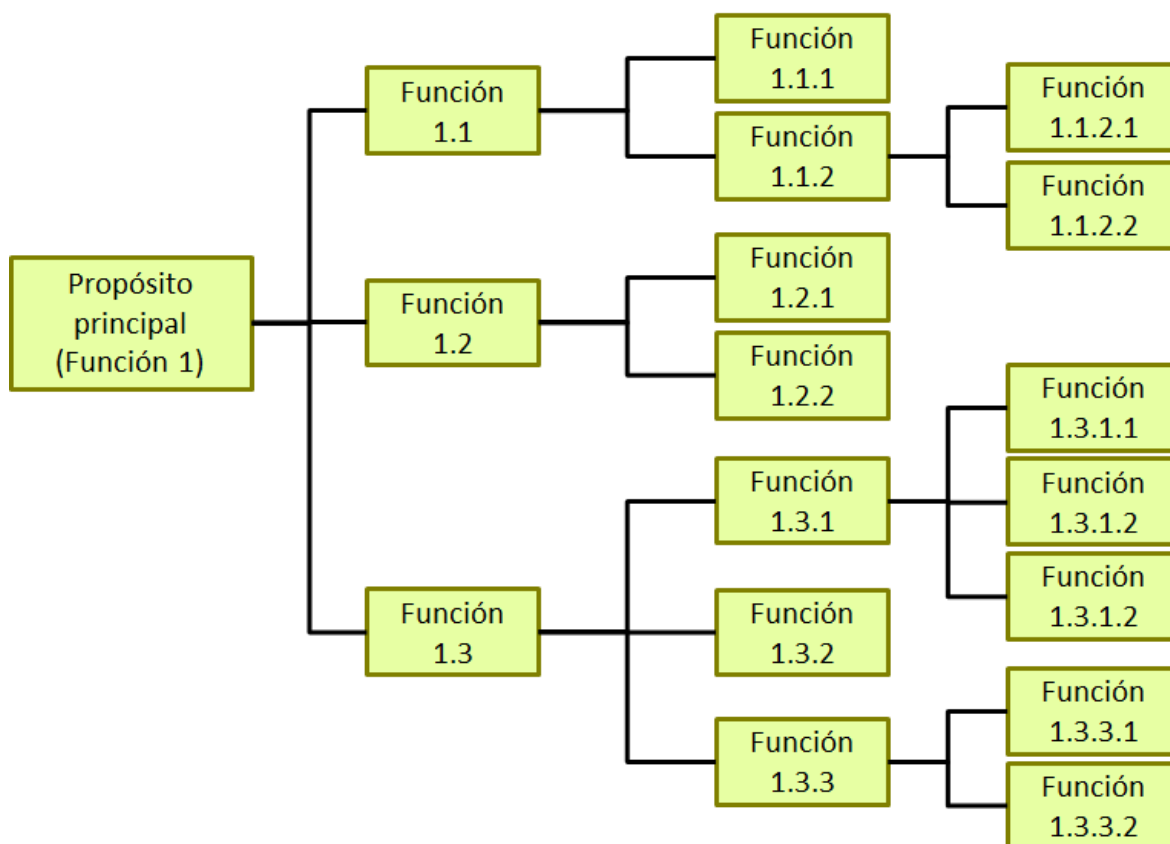 Propósito
principal
(Función 1)
Función
1.1
Función
1.2
Función
1.3
Función
1.1.1
Función
1.1.2
Función
1.2.1
Función
1.2.2
Función
1.3.1
Función
1.3.2
Función
1.3.3
Función
1.1.2.1
Función
1.1.2.2
Función
1.3.1.1
Función
1.3.1.2
Función
1.3.1.2
Función
1.3.3.1
Función
1.3.3.2